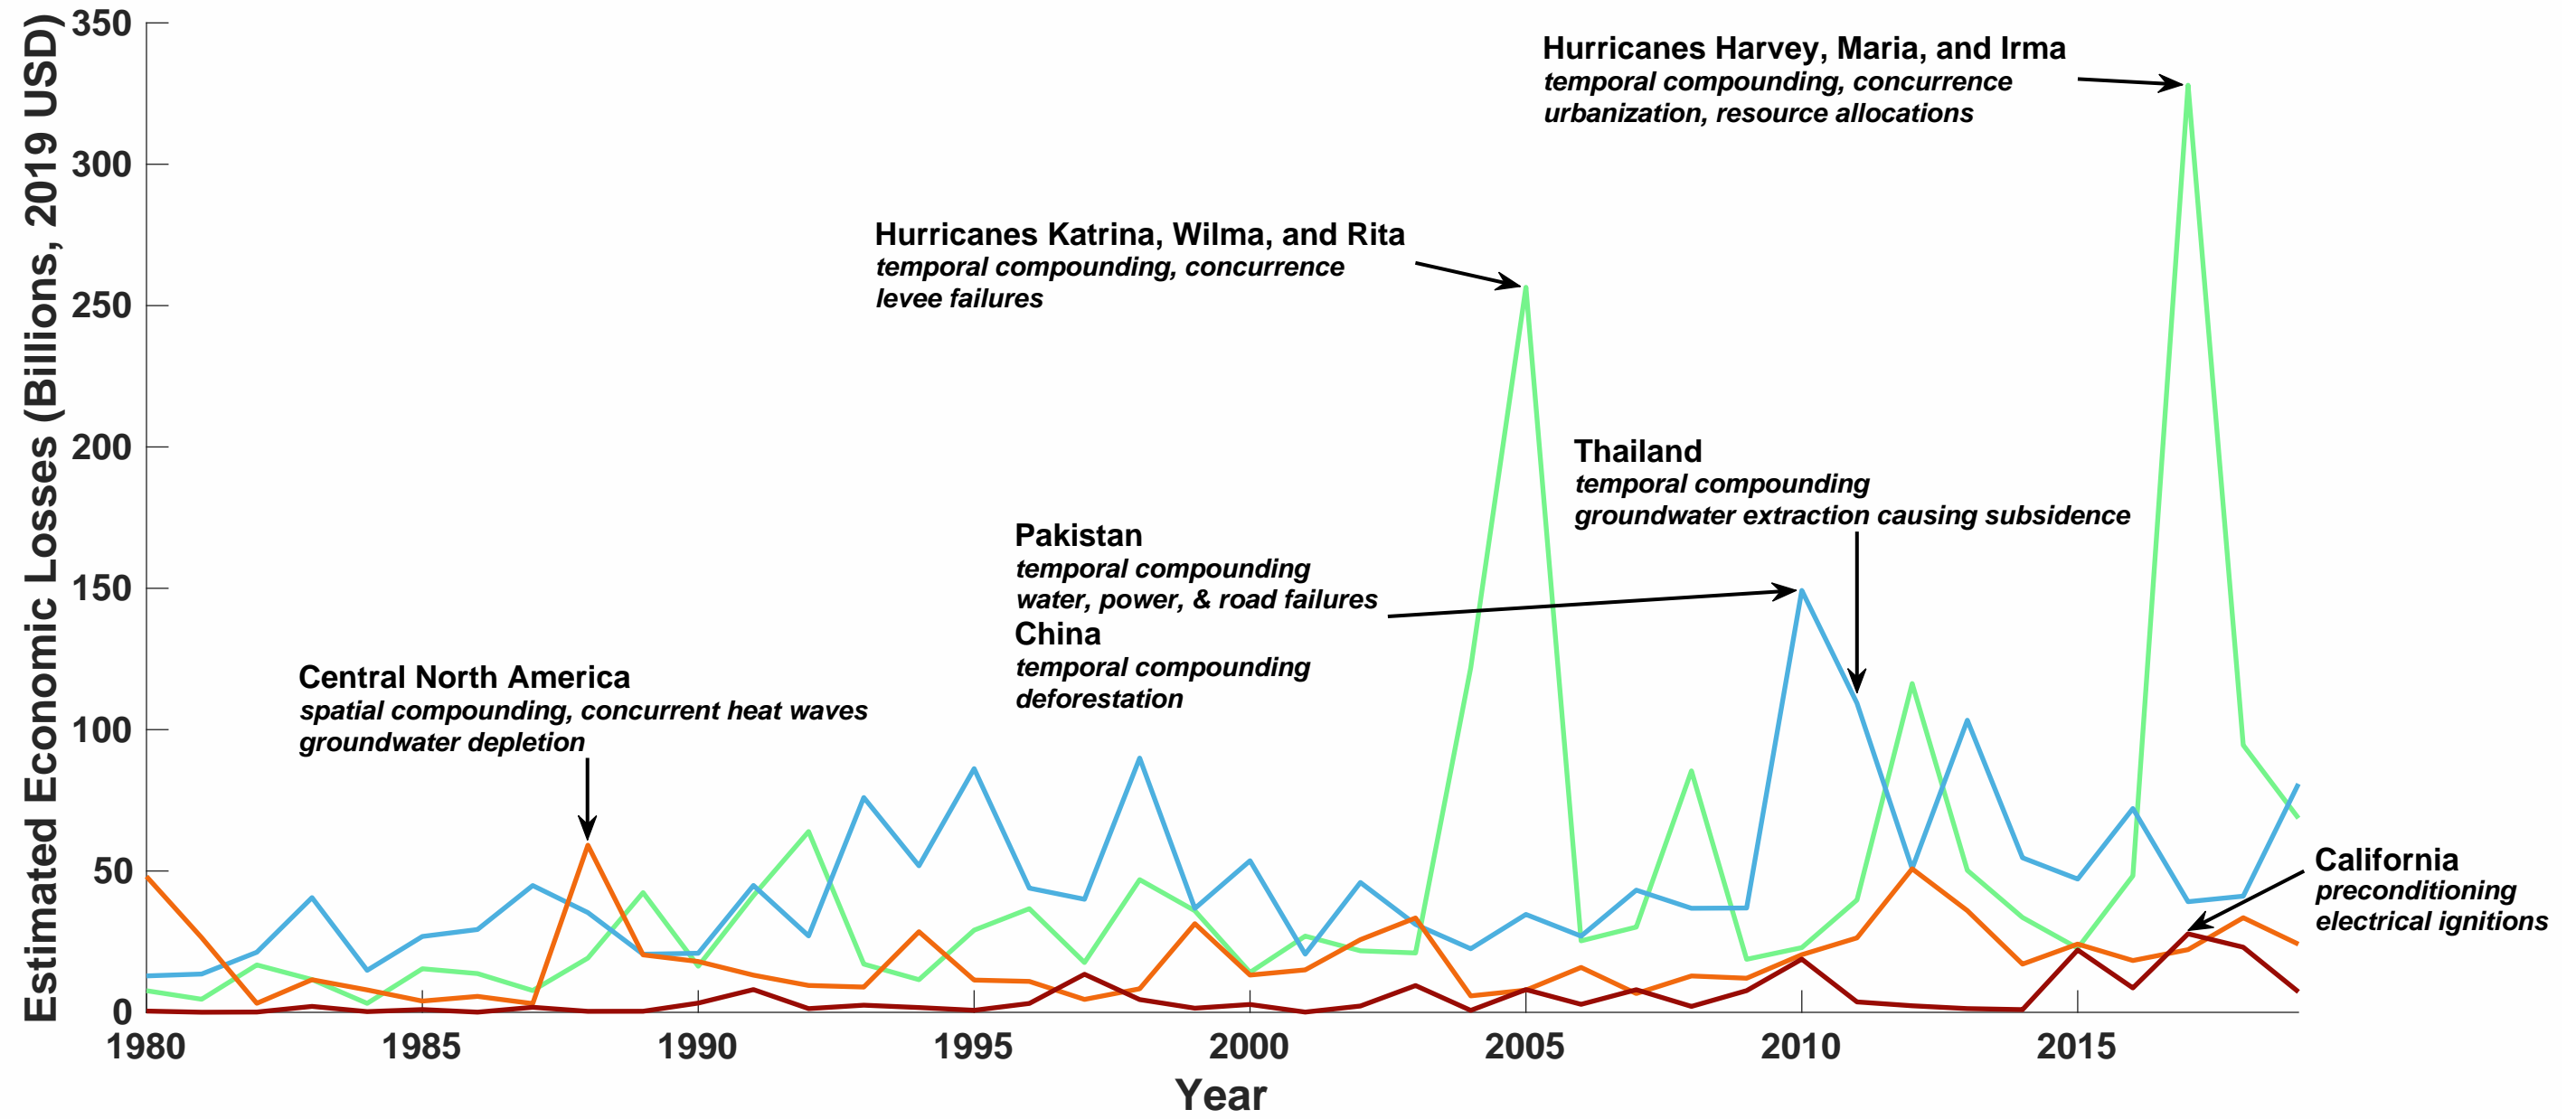 Estimated Economic Losses (Billions, 2019 USD)
350
300
250
200
150
100
50
0
Hurricanes Harvey, Maria, and Irma
temporal compounding, concurrence
urbanization, resource allocations
Hurricanes Katrina, Wilma, and Rita
temporal compounding, concurrence
levee failures
Thailand
temporal compounding
groundwater extraction causing subsidence
Pakistan
temporal compounding
water, power, & road failures
China
temporal compounding
deforestation
Central North America
spatial compounding, concurrent heat waves
groundwater depletion
California
preconditioning
electrical ignitions
1980 1985 1990 1995 2000 2005 2010 2015
Year